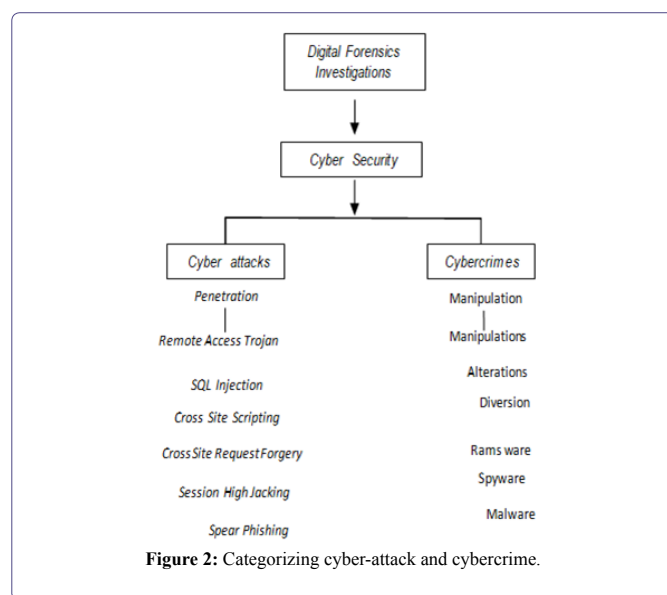 Digital Forensics
Investigations
Cyber Security
Cyber attacks
Penetration
Remote Access Trojan
SQL Injection
Cross Site Scripting
Cross Site Request Forgery
Session High Jacking
Spear Phishing
Cybercrimes
Manipulation
Manipulations
Alterations
Diversion
Rams ware
Spyware
Malware
Figure 2: Categorizing cyber-attack and cybercrime.